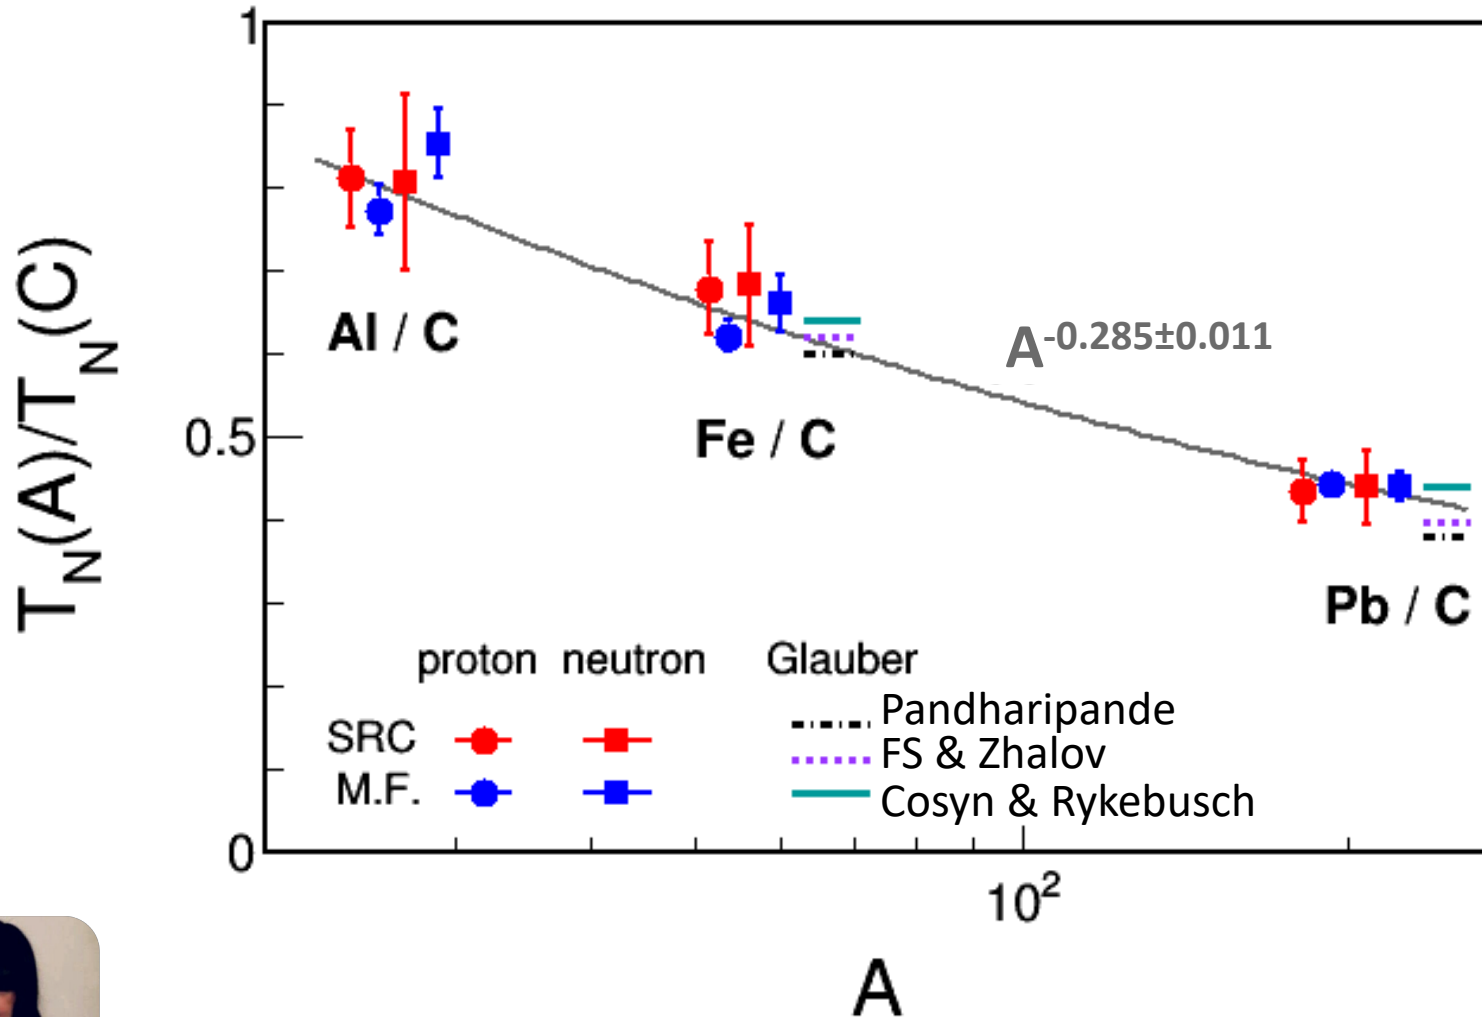 1
T_N(A)/T_N(C)
Al / C
A^-0.285±0.011
0.5
Fe / C
Pb / C
proton neutron Glauber
SRC
M.F.
Pandharipande
FS & Zhalov
Cosyn & Rykebusch
0
10^2
A